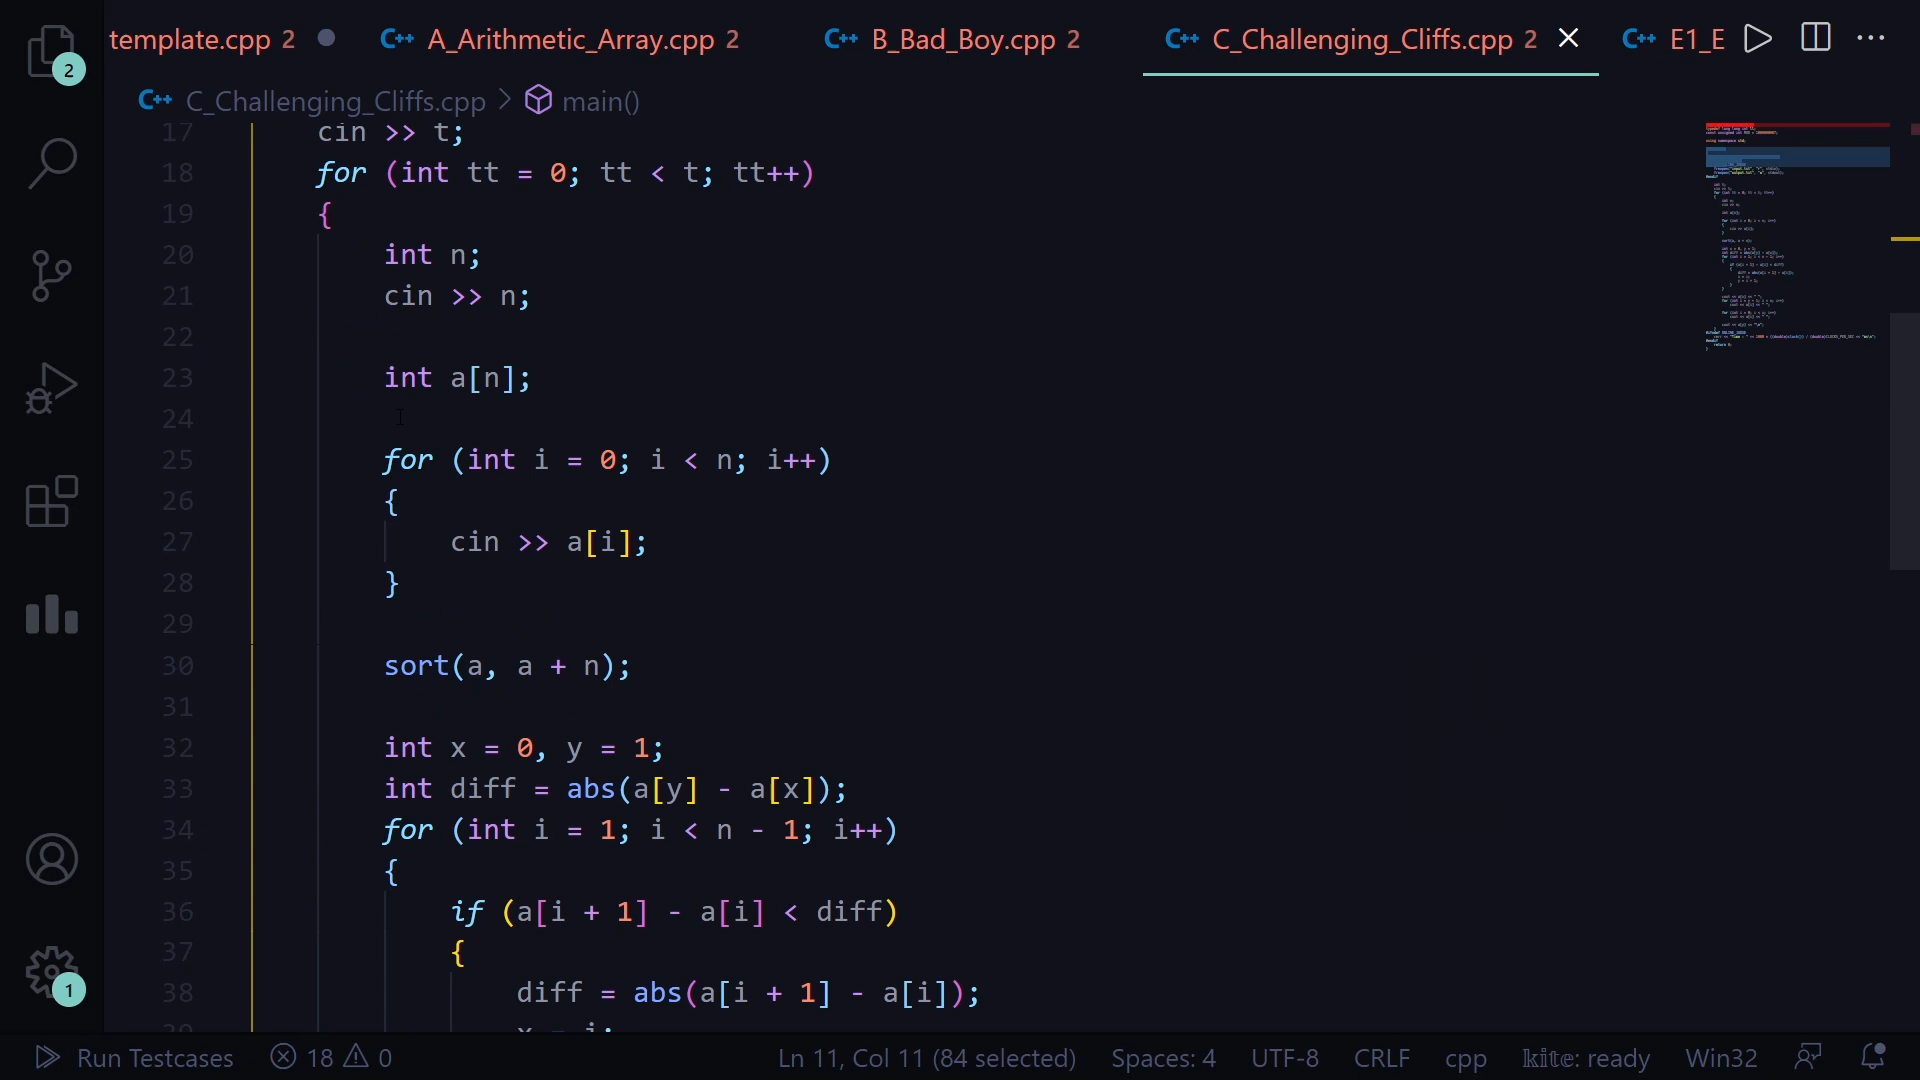 template.cpp 2 A_Arithmetic_Array.cpp 2 B_Bad_Boy.cpp 2 C_Challenging_Cliffs.cpp 2 E1_E
C_Challenging_Cliffs.cpp > main()
17 cin >> t;
18 for (int tt = 0; tt < t; tt++)
19 {
20 int n;
21 cin >> n;
22
23 int a[n];
24
25 for (int i = 0; i < n; i++)
26 {
27 cin >> a[i];
28 }
29
30 sort(a, a + n);
31
32 int x = 0, y = 1;
33 int diff = abs(a[y] - a[x]);
34 for (int i = 1; i < n - 1; i++)
35 {
36 if (a[i + 1] - a[i] < diff)
37 {
38 diff = abs(a[i + 1] - a[i]);
39 x = i;
2
1
Run Testcases 18 0 Ln 11, Col 11 (84 selected) Spaces: 4 UTF-8 CRLF cpp kite: ready Win32